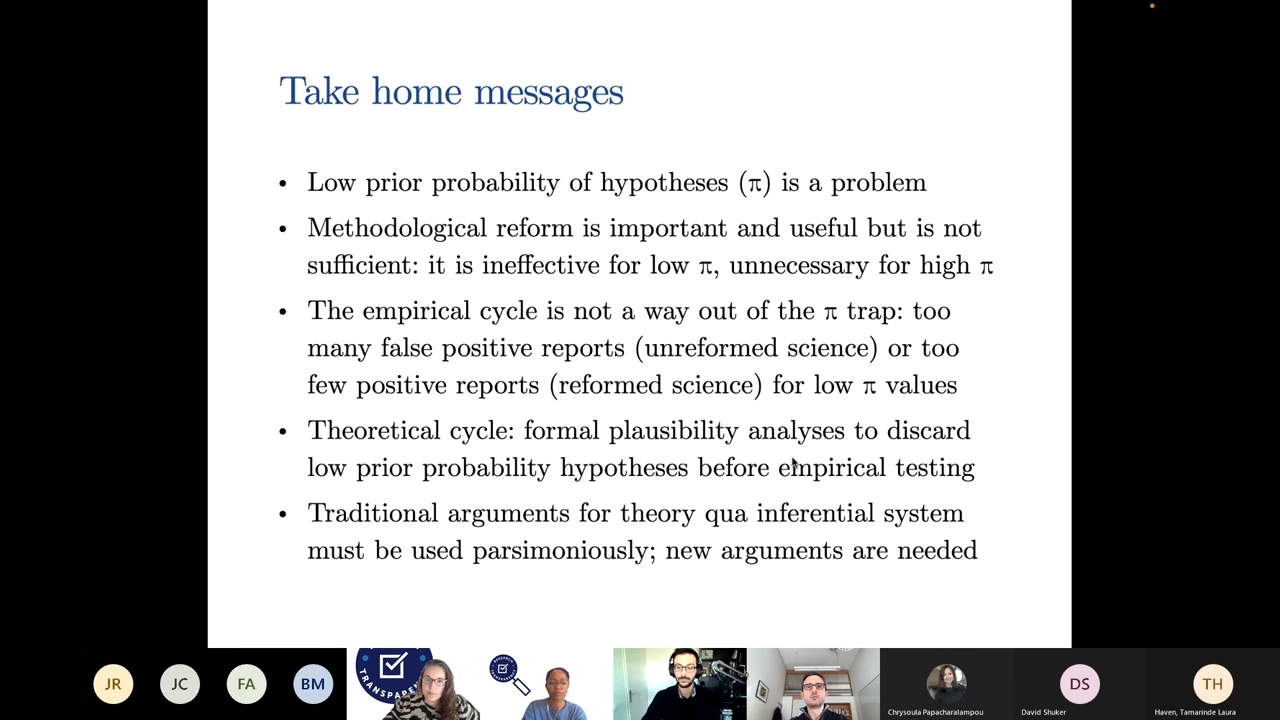 Take home messages
• Low prior probability of hypotheses (π) is a problem
• Methodological reform is important and useful but is not
sufficient: it is ineffective for low π, unnecessary for high π
• The empirical cycle is not a way out of the π trap: too
many false positive reports (unreformed science) or too
few positive reports (reformed science) for low π values
• Theoretical cycle: formal plausibility analyses to discard
low prior probability hypotheses before empirical testing
• Traditional arguments for theory qua inferential system
must be used parsimoniously; new arguments are needed
JR
JC
FA
BM
TRANSPAREN
DS
TH
Chrysoula Papacharalampou
David Shuker
Haven, Tamarinde Laura